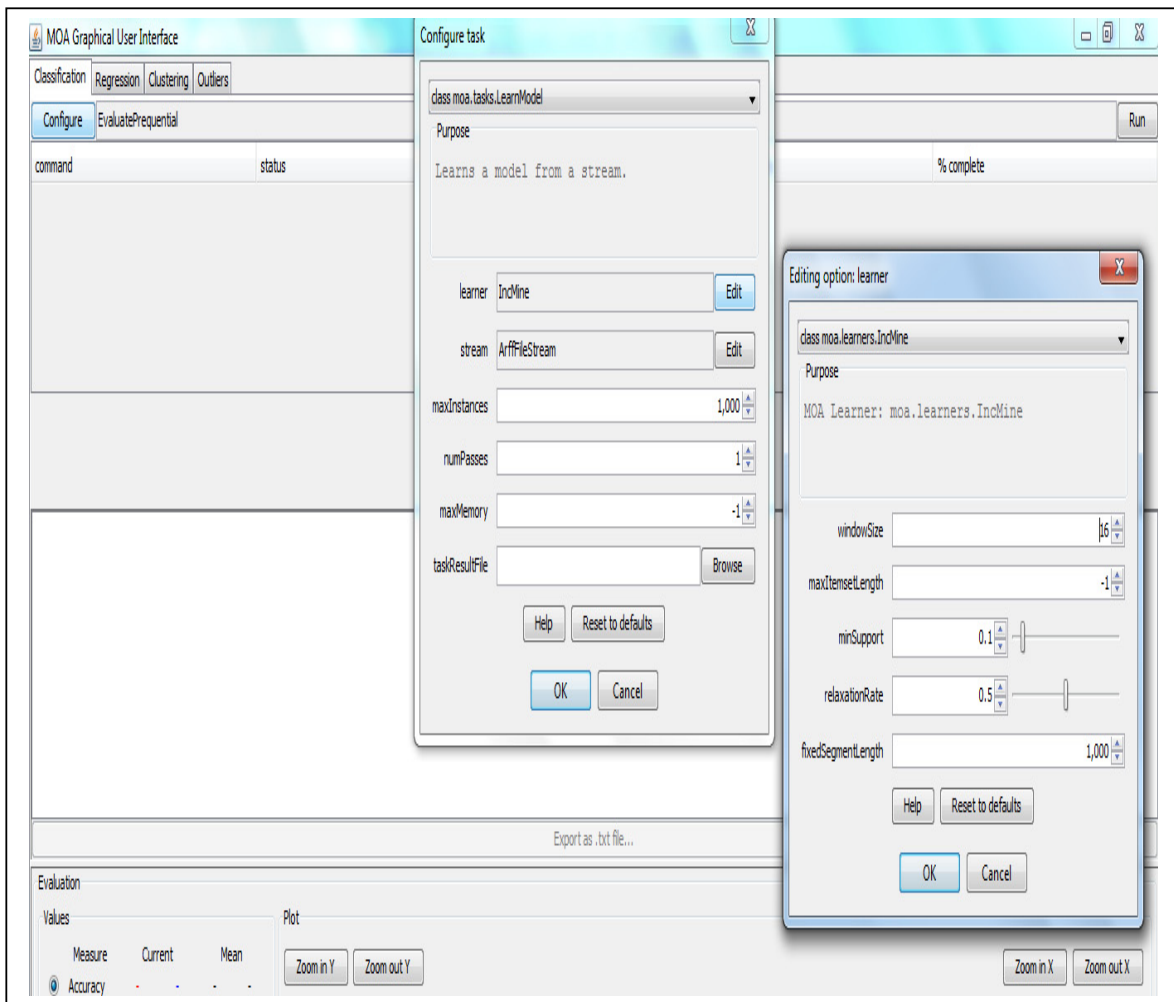 MOA Graphical User Interface
Classification Regression Clustering Outliers
Configure EvaluatePrequential Run
command status % complete
Configure task
class moa.tasks.LearnModel
Purpose
Learns a model from a stream.
learner IncMine Edit
stream ArffFileStream Edit
maxInstances 1,000
numPasses 1
maxMemory -1
taskResultFile Browse
Help Reset to defaults
OK Cancel
Editing option: learner
class moa.learners.IncMine
Purpose
MOA Learner: moa.learners.IncMine
windowSize 16
maxItemsetLength -1
minSupport 0.1
relaxationRate 0.5
fixedSegmentLength 1,000
Help Reset to defaults
OK Cancel
Export as .txt file...
Evaluation
Values Plot
Measure Current Mean
Zoom in Y Zoom out Y Zoom in X Zoom out X
Accuracy - - - -